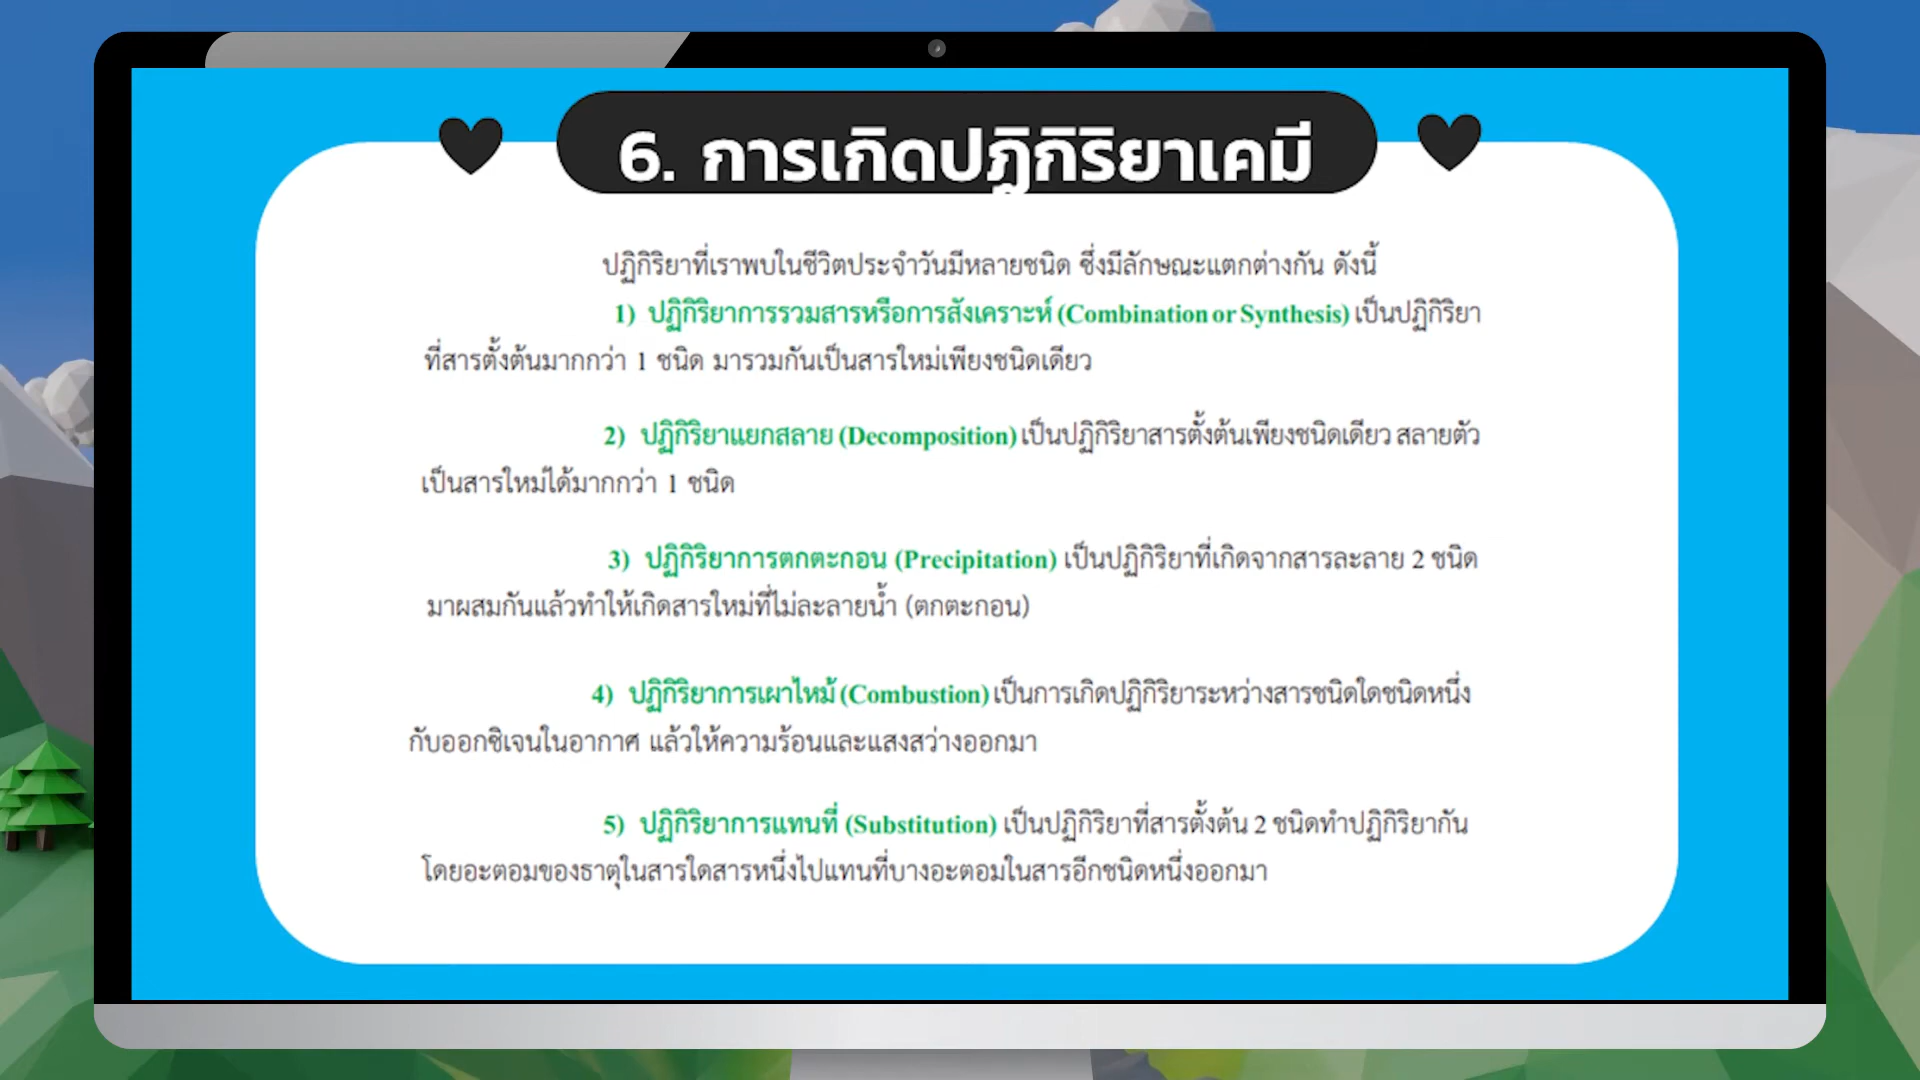 6. การเกิดปฏิกิริยาเคมี
ปฏิกิริยาที่เราพบในชีวิตประจำวันมีหลายชนิด ซึ่งมีลักษณะแตกต่างกัน ดังนี้
1) ปฏิกิริยาการรวมสารหรือการสังเคราะห์ (Combination or Synthesis) เป็นปฏิกิริยา
ที่สารตั้งต้นมากกว่า 1 ชนิด มารวมกันเป็นสารใหม่เพียงชนิดเดียว
2) ปฏิกิริยาแยกสลาย (Decomposition) เป็นปฏิกิริยาสารตั้งต้นเพียงชนิดเดียว สลายตัว
เป็นสารใหม่ได้มากกว่า 1 ชนิด
3) ปฏิกิริยาการตกตะกอน (Precipitation) เป็นปฏิกิริยาที่เกิดจากสารละลาย 2 ชนิด
มาผสมกันแล้วทำให้เกิดสารใหม่ที่ไม่ละลายน้ำ (ตกตะกอน)
4) ปฏิกิริยาการเผาไหม้ (Combustion) เป็นการเกิดปฏิกิริยาระหว่างสารชนิดใดชนิดหนึ่ง
กับออกซิเจนในอากาศ แล้วให้ความร้อนและแสงสว่างออกมา
5) ปฏิกิริยาการแทนที่ (Substitution) เป็นปฏิกิริยาที่สารตั้งต้น 2 ชนิดทำปฏิกิริยากัน
โดยอะตอมของธาตุในสารใดสารหนึ่งไปแทนที่บางอะตอมในสารอีกชนิดหนึ่งออกมา